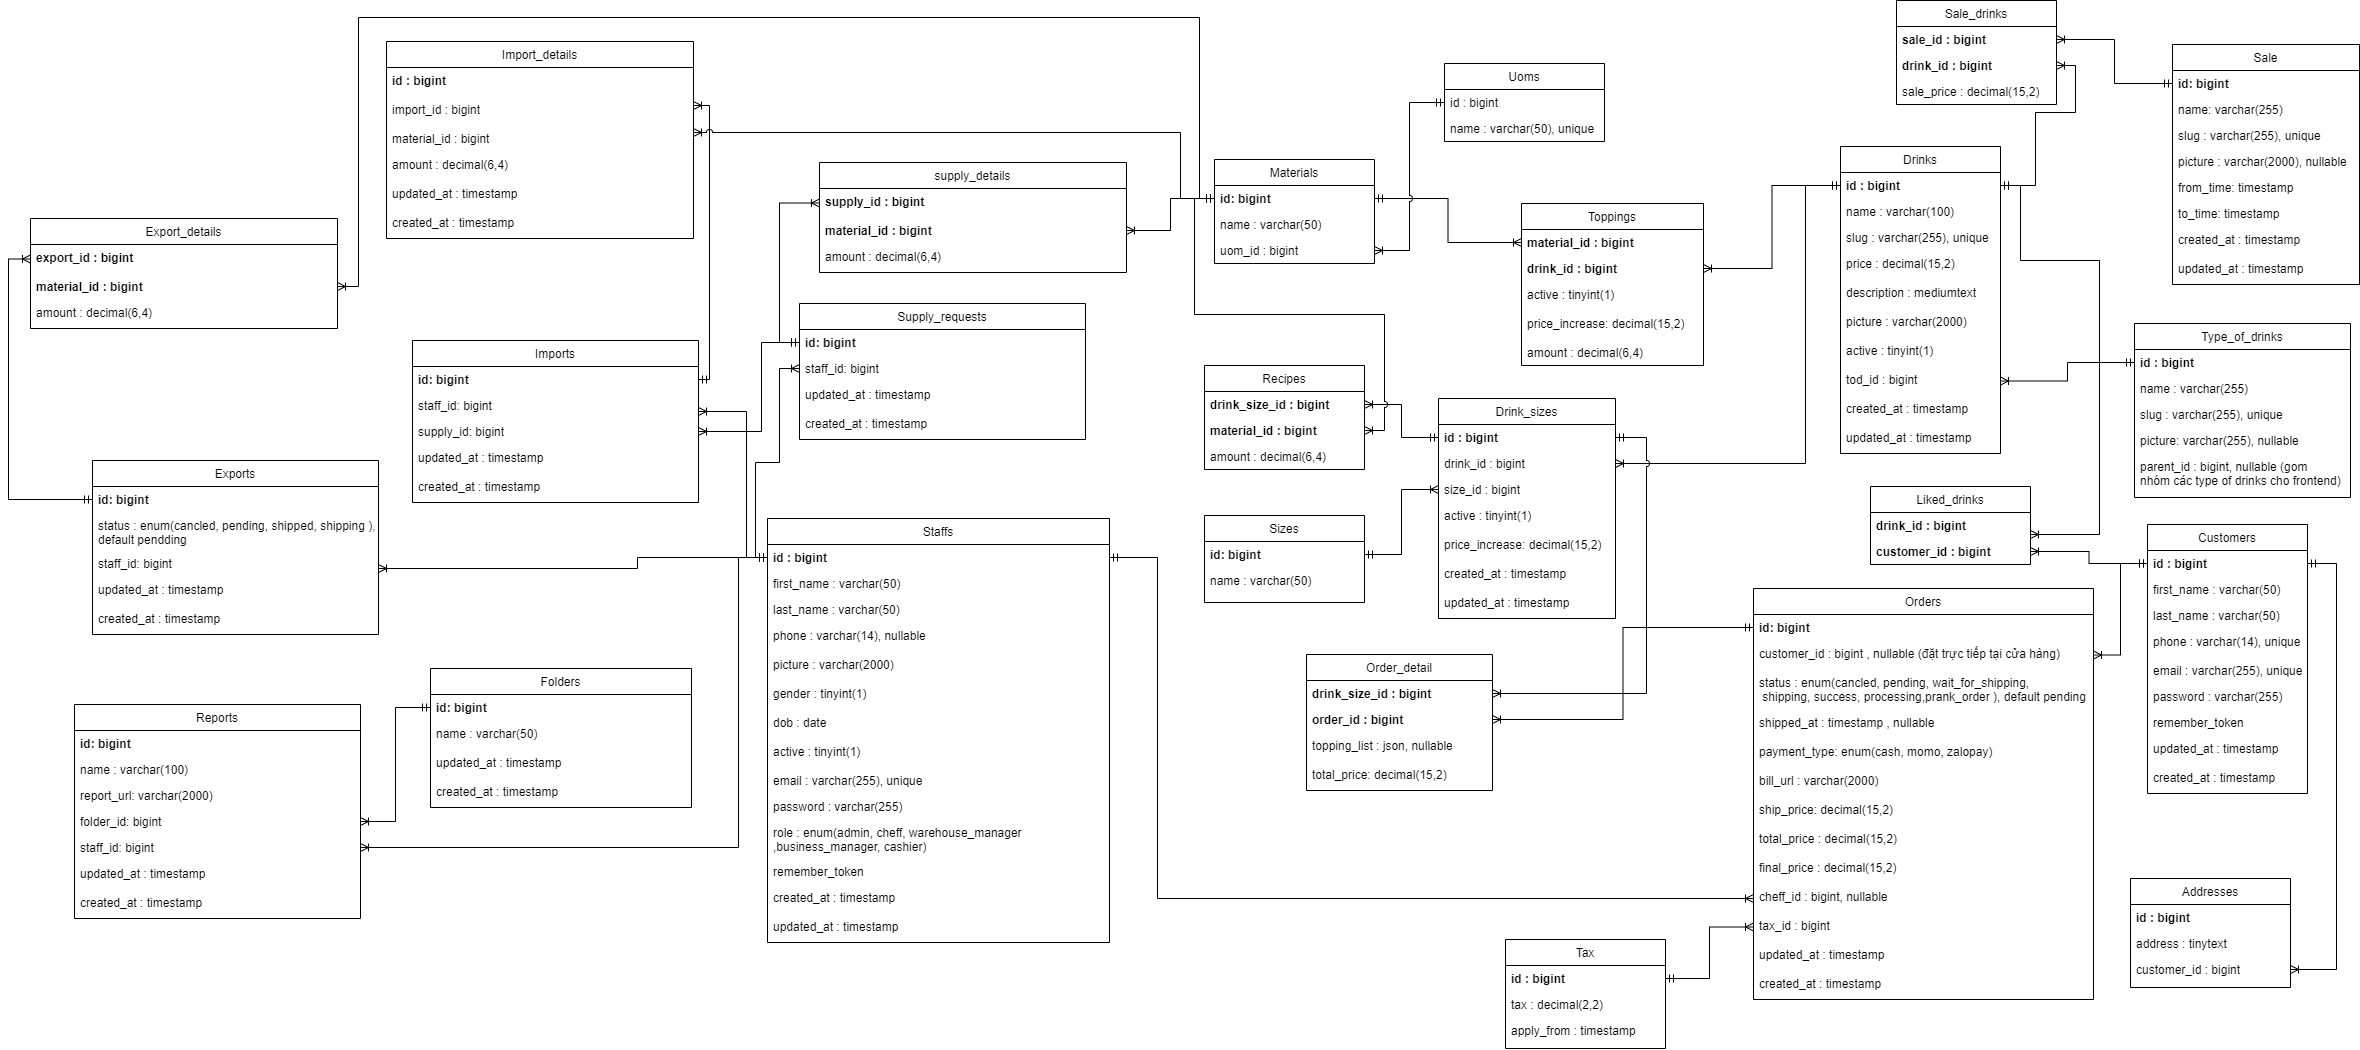 Import_details
id : bigint
import_id : bigint
material_id : bigint
amount : decimal(6,4)
updated_at : timestamp
created_at : timestamp
Export_details
export_id : bigint
material_id : bigint
amount : decimal(6,4)
supply_details
supply_id : bigint
material_id : bigint
amount : decimal(6,4)
Materials
id: bigint
name : varchar(50)
uom_id : bigint
Uoms
id : bigint
name : varchar(50), unique
Toppings
material_id : bigint
drink_id : bigint
active : tinyint(1)
price_increase: decimal(15,2)
amount : decimal(6,4)
Sale_drinks
sale_id : bigint
drink_id : bigint
sale_price : decimal(15,2)
Sale
id: bigint
name: varchar(255)
slug : varchar(255), unique
picture : varchar(2000), nullable
from_time: timestamp
to_time: timestamp
created_at : timestamp
updated_at : timestamp
Drinks
id : bigint
name : varchar(100)
slug : varchar(255), unique
price : decimal(15,2)
description : mediumtext
picture : varchar(2000)
active : tinyint(1)
tod_id : bigint
created_at : timestamp
updated_at : timestamp
Type_of_drinks
id : bigint
name : varchar(255)
slug : varchar(255), unique
picture: varchar(255), nullable
parent_id : bigint, nullable (gom
nhóm các type of drinks cho frontend)
Imports
id: bigint
staff_id: bigint
supply_id: bigint
updated_at : timestamp
created_at : timestamp
Supply_requests
id: bigint
staff_id: bigint
updated_at : timestamp
created_at : timestamp
Recipes
drink_size_id : bigint
material_id : bigint
amount : decimal(6,4)
Drink_sizes
id : bigint
drink_id : bigint
size_id : bigint
active : tinyint(1)
price_increase: decimal(15,2)
created_at : timestamp
updated_at : timestamp
Sizes
id: bigint
name : varchar(50)
Exports
id: bigint
status : enum(cancled, pending, shipped, shipping ),
default pendding
staff_id: bigint
updated_at : timestamp
created_at : timestamp
Staffs
id : bigint
first_name : varchar(50)
last_name : varchar(50)
phone : varchar(14), nullable
picture : varchar(2000)
gender : tinyint(1)
dob : date
active : tinyint(1)
email : varchar(255), unique
password : varchar(255)
role : enum(admin, cheff, warehouse_manager
,business_manager, cashier)
remember_token
created_at : timestamp
updated_at : timestamp
Liked_drinks
drink_id : bigint
customer_id : bigint
Customers
id : bigint
first_name : varchar(50)
last_name : varchar(50)
phone : varchar(14), unique
email : varchar(255), unique
password : varchar(255)
remember_token
updated_at : timestamp
created_at : timestamp
Orders
id: bigint
customer_id : bigint , nullable (đặt trực tiếp tại cửa hàng)
status : enum(cancled, pending, wait_for_shipping,
shipping, success, processing,prank_order ), default pending
shipped_at : timestamp , nullable
payment_type: enum(cash, momo, zalopay)
bill_url : varchar(2000)
ship_price: decimal(15,2)
total_price : decimal(15,2)
final_price : decimal(15,2)
cheff_id : bigint, nullable
tax_id : bigint
updated_at : timestamp
created_at : timestamp
Order_detail
drink_size_id : bigint
order_id : bigint
topping_list : json, nullable
total_price: decimal(15,2)
Folders
id: bigint
name : varchar(50)
updated_at : timestamp
created_at : timestamp
Reports
id: bigint
name : varchar(100)
report_url: varchar(2000)
folder_id: bigint
staff_id: bigint
updated_at : timestamp
created_at : timestamp
Addresses
id : bigint
address : tinytext
customer_id : bigint
Tax
id : bigint
tax : decimal(2,2)
apply_from : timestamp